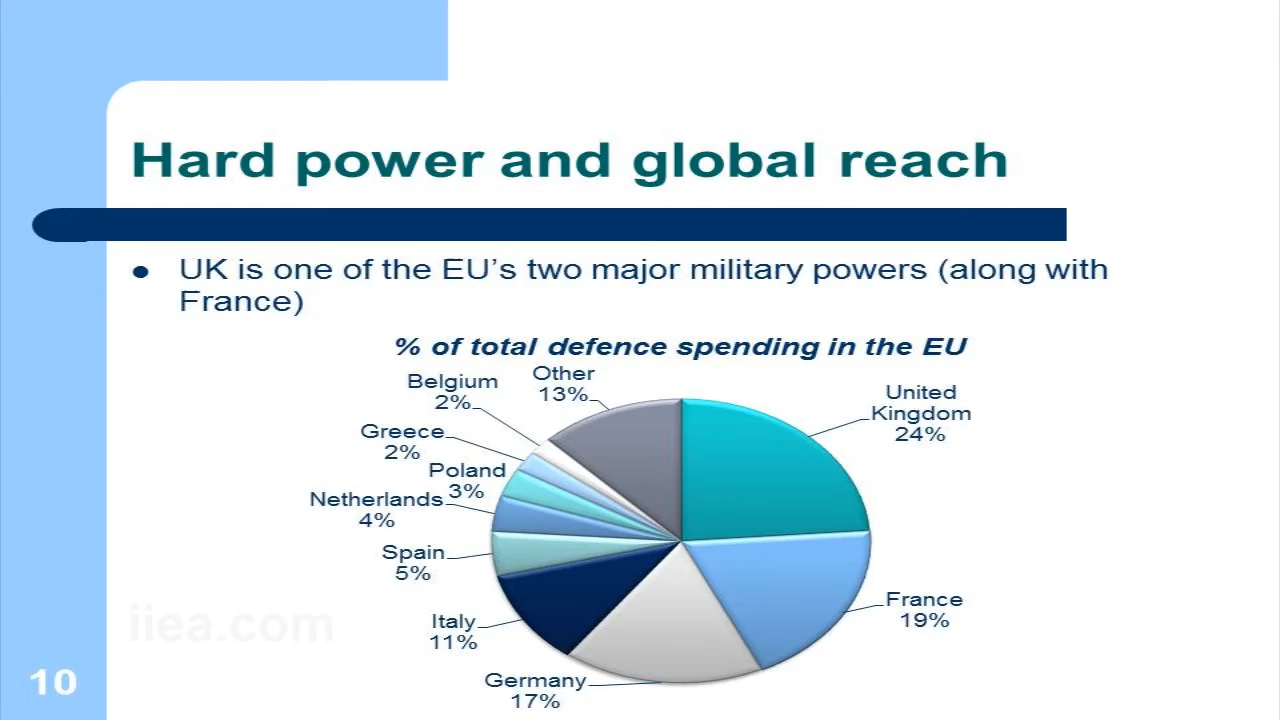 Hard power and global reach
● UK is one of the EU’s two major military powers (along with
France)
% of total defence spending in the EU
Other
13%
Belgium
2%
United
Kingdom
24%
Greece
2%
Poland
3%
Netherlands
4%
Spain
5%
France
19%
Italy
11%
Germany
17%
iiea.com
10